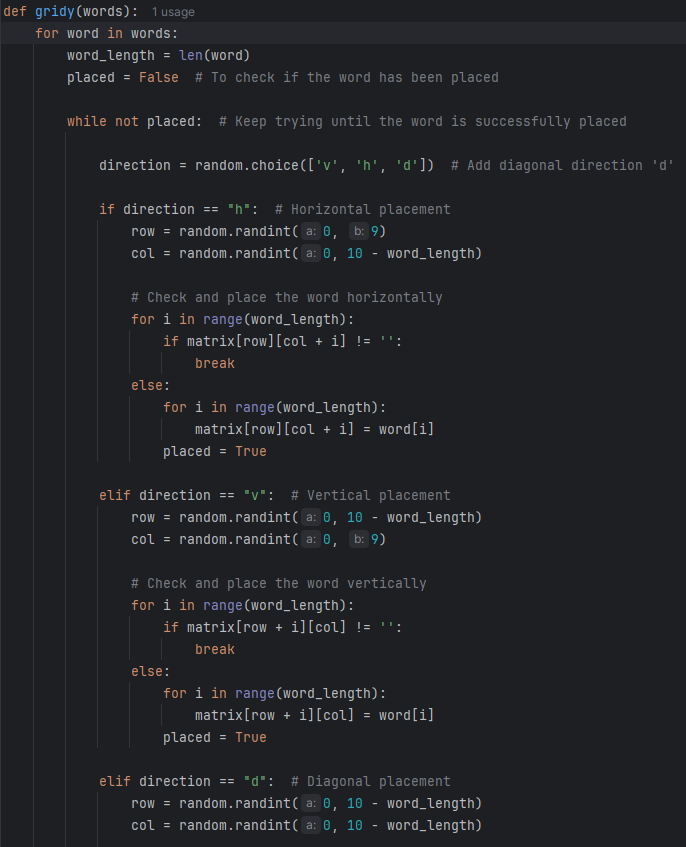 def gridy(words): 1 usage
    for word in words:
        word_length = len(word)
        placed = False  # To check if the word has been placed

        while not placed:  # Keep trying until the word is successfully placed

            direction = random.choice(['v', 'h', 'd'])  # Add diagonal direction 'd'

            if direction == "h":  # Horizontal placement
                row = random.randint(a: 0, b: 9)
                col = random.randint(a: 0, 10 - word_length)

                # Check and place the word horizontally
                for i in range(word_length):
                    if matrix[row][col + i] != '':
                        break
                else:
                    for i in range(word_length):
                        matrix[row][col + i] = word[i]
                    placed = True

            elif direction == "v":  # Vertical placement
                row = random.randint(a: 0, 10 - word_length)
                col = random.randint(a: 0, b: 9)

                # Check and place the word vertically
                for i in range(word_length):
                    if matrix[row + i][col] != '':
                        break
                else:
                    for i in range(word_length):
                        matrix[row + i][col] = word[i]
                    placed = True

            elif direction == "d":  # Diagonal placement
                row = random.randint(a: 0, 10 - word_length)
                col = random.randint(a: 0, 10 - word_length)